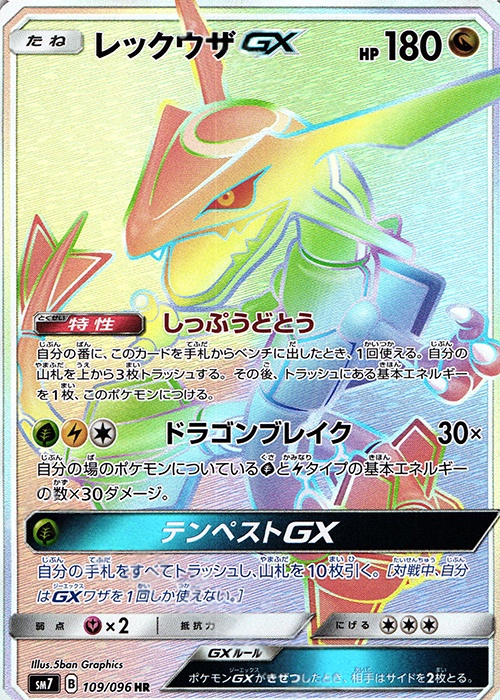 たね レックウザGX HP 180
とくせい
特性 しっぷうどとう
自分の番に、このカードを手札からベンチに出したとき、1回使える。自分の
山札を上から3枚トラッシュする。その後、トラッシュにある基本エネルギー
を1枚、このポケモンにつける。
ドラゴンブレイク 30×
自分の場のポケモンについている と タイプの基本エネルギー
の数×30ダメージ。
テンペストGX
自分の手札をすべてトラッシュし、山札を10枚引く。[対戦中、自分
はGXワザを1回しか使えない。]
弱点 ×2 抵抗力 にげる
GXルール
Illus.5ban Graphics
ポケモンGXがきぜつしたとき、相手はサイドを2枚とる。
sm7 B 109/096 HR